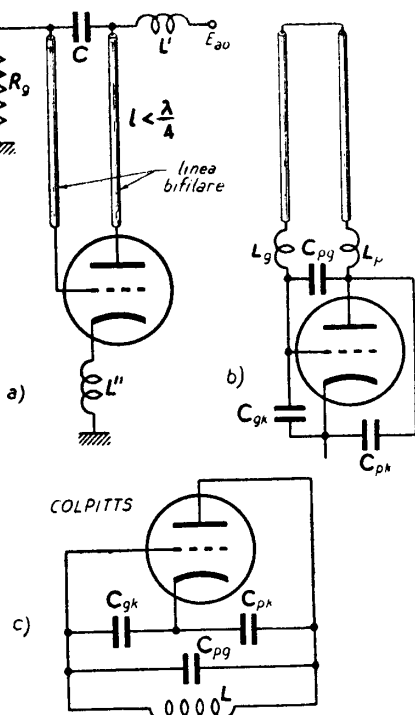 C
L'
E_ao
R_g
l < λ/4
linea
bifilare
L_g
C_pg
L_p
L"
a)
b)
C_gk
C_pk
COLPITTS
C_gk
C_pk
c)
C_pg
L